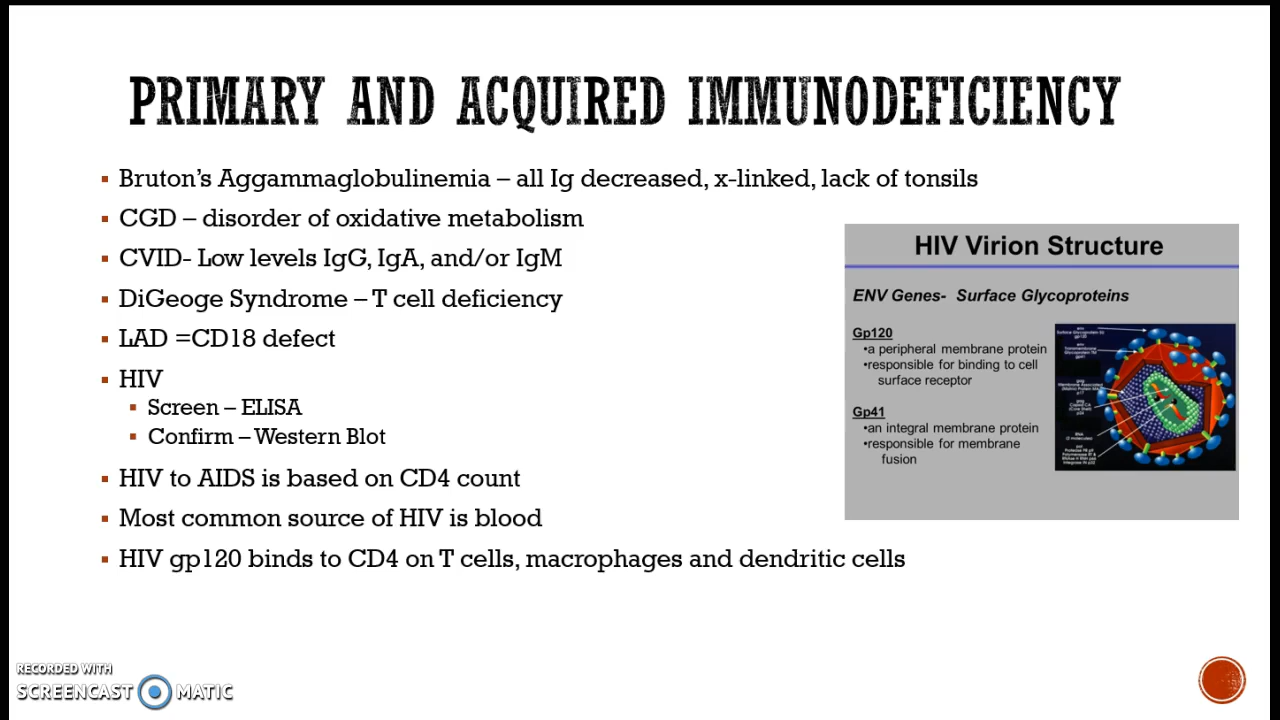 PRIMARY AND ACQUIRED IMMUNODEFICIENCY
▪ Bruton's Aggammaglobulinemia – all Ig decreased, x-linked, lack of tonsils
▪ CGD – disorder of oxidative metabolism
▪ CVID- Low levels IgG, IgA, and/or IgM
▪ DiGeoge Syndrome – T cell deficiency
▪ LAD =CD18 defect
▪ HIV
▪ Screen – ELISA
▪ Confirm – Western Blot
▪ HIV to AIDS is based on CD4 count
▪ Most common source of HIV is blood
▪ HIV gp120 binds to CD4 on T cells, macrophages and dendritic cells
HIV Virion Structure
ENV Genes- Surface Glycoproteins
Gp120
•a peripheral membrane protein
•responsible for binding to cell
surface receptor
Gp41
•an integral membrane protein
•responsible for membrane
fusion
RECORDED WITH
SCREENCAST MATIC